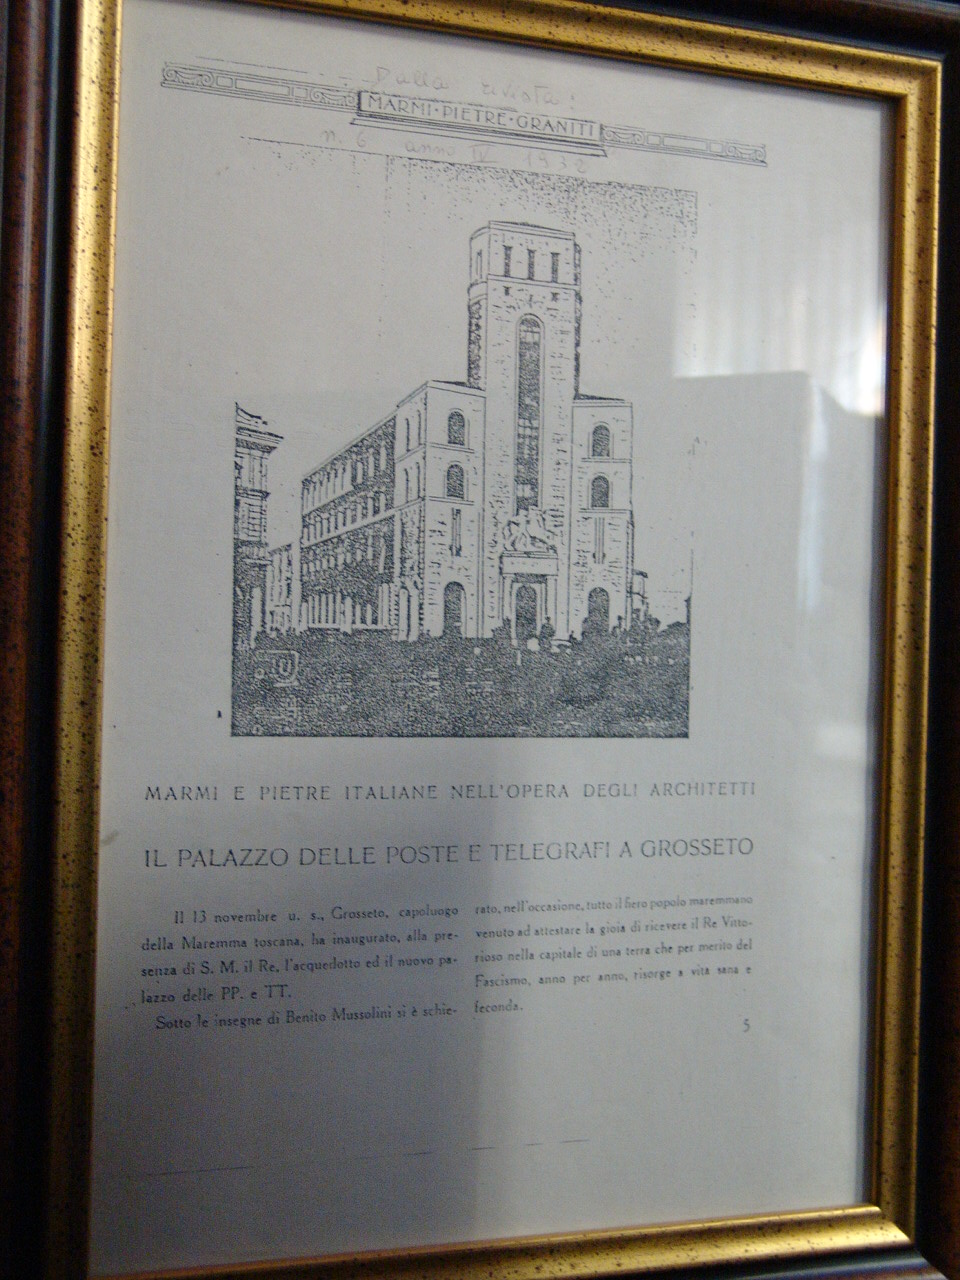 Dalla rivista:
MARMI·PIETRE·GRANITI
n. 6 anno IV 1932
MARMI E PIETRE ITALIANE NELL'OPERA DEGLI ARCHITETTI
IL PALAZZO DELLE POSTE E TELEGRAFI A GROSSETO
Il 13 novembre u. s., Grosseto, capoluogo
della Maremma toscana, ha inaugurato, alla pre-
senza di S. M. il Re, l'acquedotto ed il nuovo pa-
lazzo delle PP. e TT.
Sotto le insegne di Benito Mussolini si è schie-
rato, nell'occasione, tutto il fiero popolo maremmano
venuto ad attestare la gioia di ricevere il Re Vitto-
rioso nella capitale di una terra che per merito del
Fascismo, anno per anno, risorge a vita sana e
feconda.
5